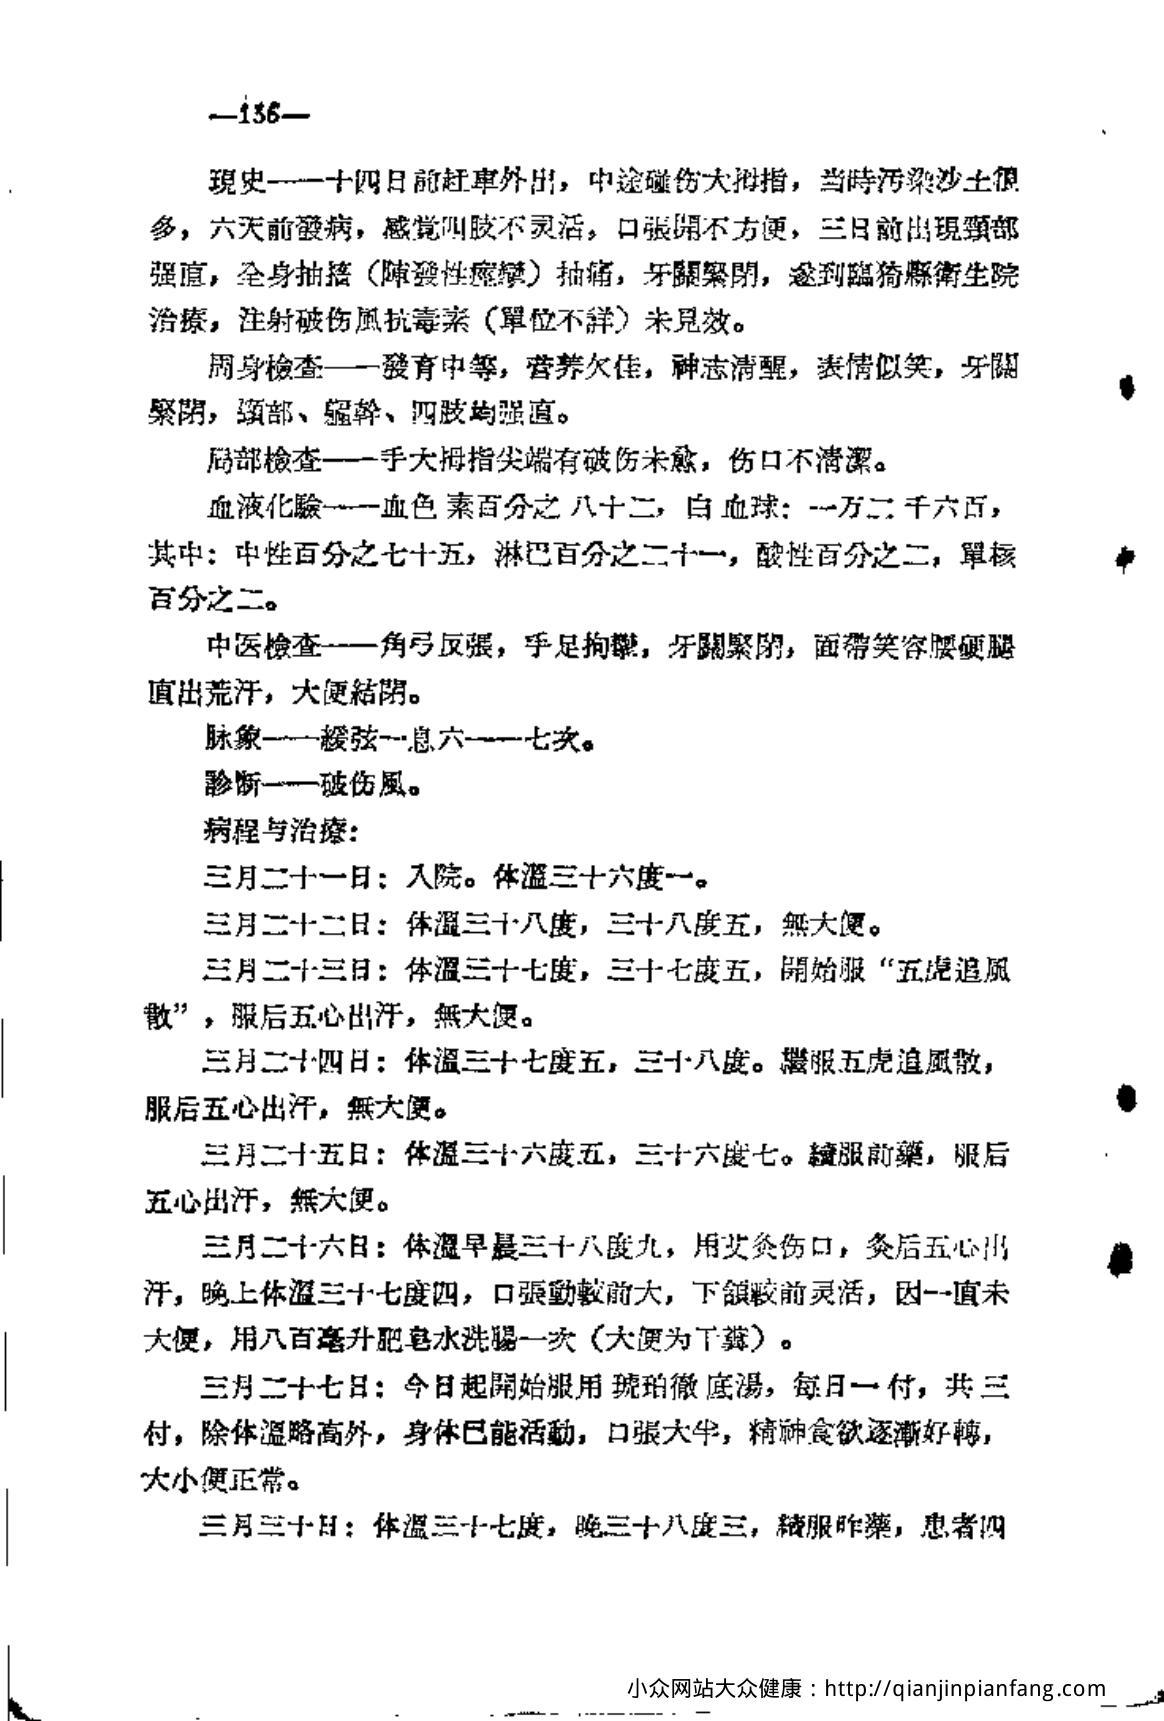 —136—
現史——十四日前赶車外出，中途碰伤大拇指，当時污染沙土很
多，六天前發病，感觉四肢不灵活，口張開不方便，三日前出現頸部
强直，全身抽搐（陣發性痙攣）抽痛，牙關緊閉，遂到臨猗縣衛生院
治療，注射破伤風抗毒素（單位不詳）未見效。
周身檢查——發育中等，营养欠佳，神志清醒，表情似笑，牙關
緊閉，頸部、軀幹、四肢均强直。
局部檢查——手大拇指尖端有破伤未愈，伤口不清潔。
血液化驗——血色素百分之八十二，白血球：一万二千六百，
其中：中性百分之七十五，淋巴百分之二十一，酸性百分之二，單核
百分之二。
中医檢查——角弓反張，手足拘攣，牙關緊閉，面帶笑容腰硬腿
直出荒汗，大便結閉。
脉象——緩弦一息六——七次。
診断——破伤風。
病程与治療：
三月二十一日：入院。体溫三十六度一。
三月二十二日：体溫三十八度，三十八度五，無大便。
三月二十三日：体溫三十七度，三十七度五，開始服“五虎追風
散”，服后五心出汗，無大便。
三月二十四日：体溫三十七度五，三十八度。繼服五虎追風散，
服后五心出汗，無大便。
三月二十五日：体溫三十六度五，三十六度七。續服前藥，服后
五心出汗，無大便。
三月二十六日：体溫早晨三十八度九，用艾灸伤口，灸后五心出
汗，晚上体溫三十七度四，口張動較前大，下頷較前灵活，因一直未
大便，用八百毫升肥皂水洗腸一次（大便为干糞）。
三月二十七日：今日起開始服用琥珀徹底湯，每日一付，共三
付，除体溫略高外，身体已能活動，口張大半，精神食欲逐漸好轉，
大小便正常。
三月三十日：体溫三十七度，晚三十八度三，續服昨藥，患者四
小众网站大众健康：http://qianjinpianfang.com